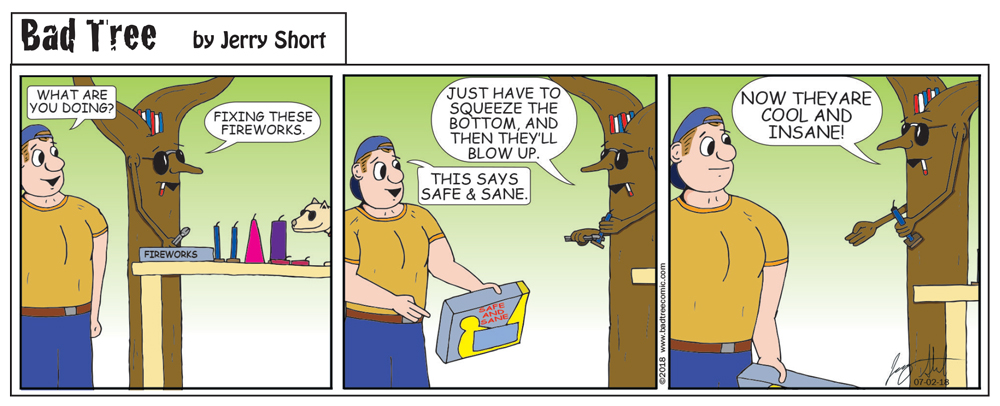 Bad Tree by Jerry Short
WHAT ARE
YOU DOING?
FIXING THESE
FIREWORKS.
FIREWORKS
JUST HAVE TO
SQUEEZE THE
BOTTOM, AND
THEN THEY'LL
BLOW UP.
THIS SAYS
SAFE & SANE.
SAFE
AND
SANE
©2018 www.badtreecomic.com
NOW THEYARE
COOL AND
INSANE!
07-02-18